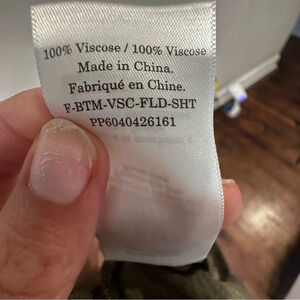 100% Viscose / 100% Viscose
Made in China.
Fabriqué en Chine.
F-BTM-VSC-FLD-SHT
PP6040426161